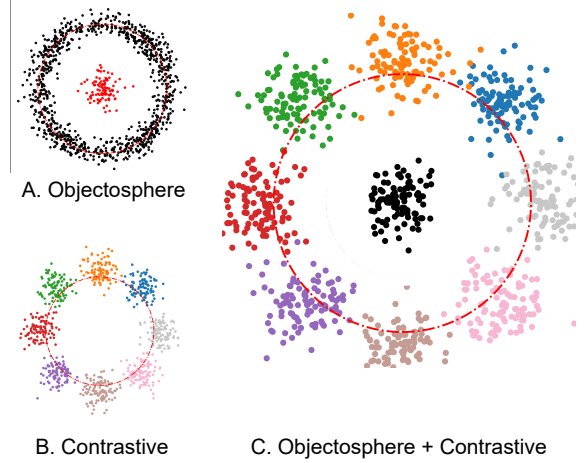 A. Objectosphere
B. Contrastive
C. Objectosphere + Contrastive